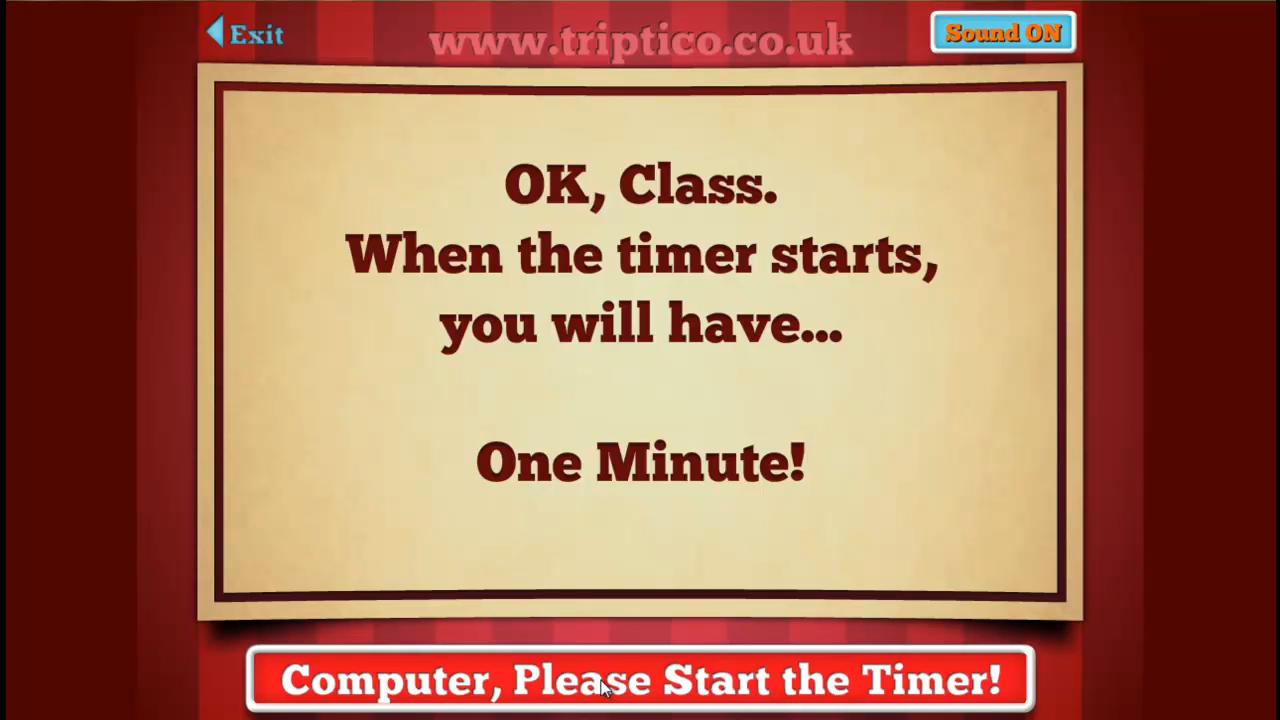 Exit
www.triptico.co.uk
Sound ON
OK, Class.
When the timer starts,
you will have...
One Minute!
Computer, Please Start the Timer!